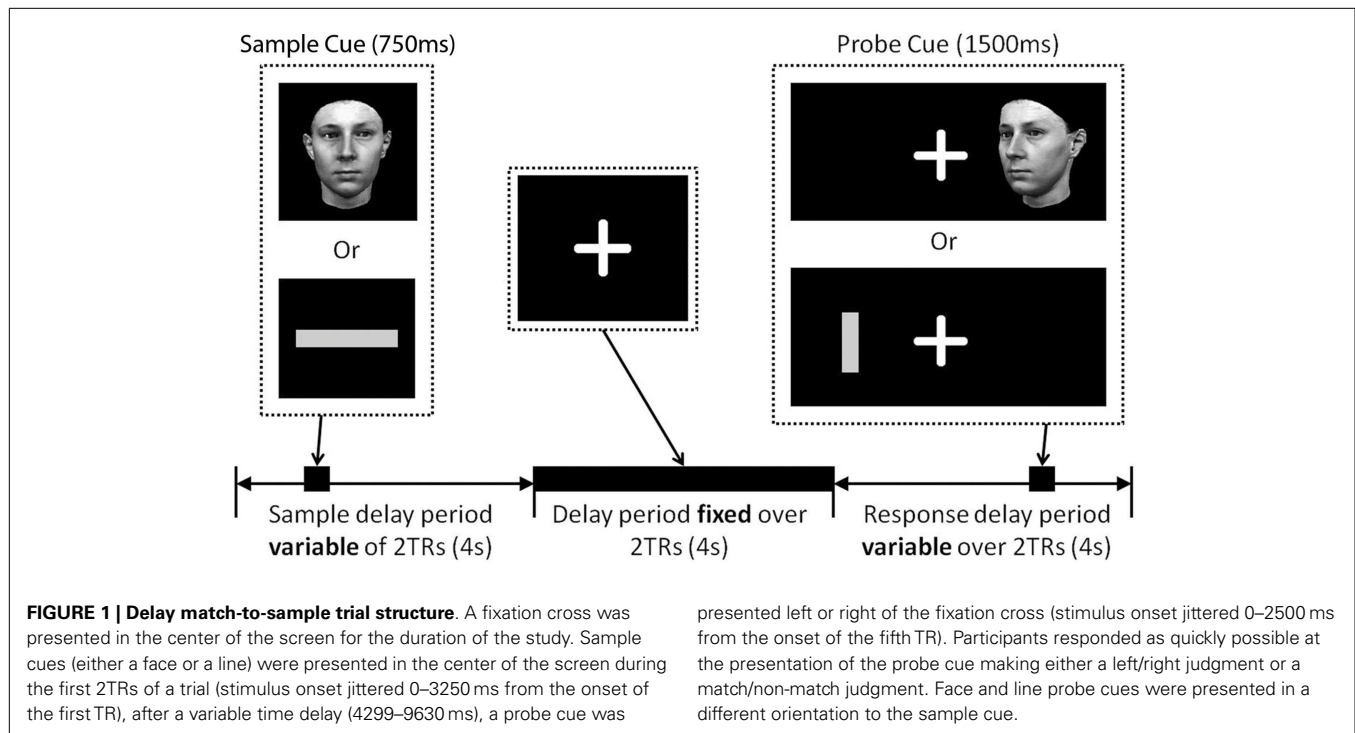 Sample Cue (750ms)
Probe Cue (1500ms)
Or
Or
Sample delay period
variable of 2TRs (4s)
Delay period fixed over
2TRs (4s)
Response delay period
variable over 2TRs (4s)
FIGURE 1 | Delay match-to-sample trial structure. A fixation cross was
presented in the center of the screen for the duration of the study. Sample
cues (either a face or a line) were presented in the center of the screen during
the first 2TRs of a trial (stimulus onset jittered 0–3250 ms from the onset of
the first TR), after a variable time delay (4299–9630 ms), a probe cue was
presented left or right of the fixation cross (stimulus onset jittered 0–2500 ms
from the onset of the fifth TR). Participants responded as quickly possible at
the presentation of the probe cue making either a left/right judgment or a
match/non-match judgment. Face and line probe cues were presented in a
different orientation to the sample cue.